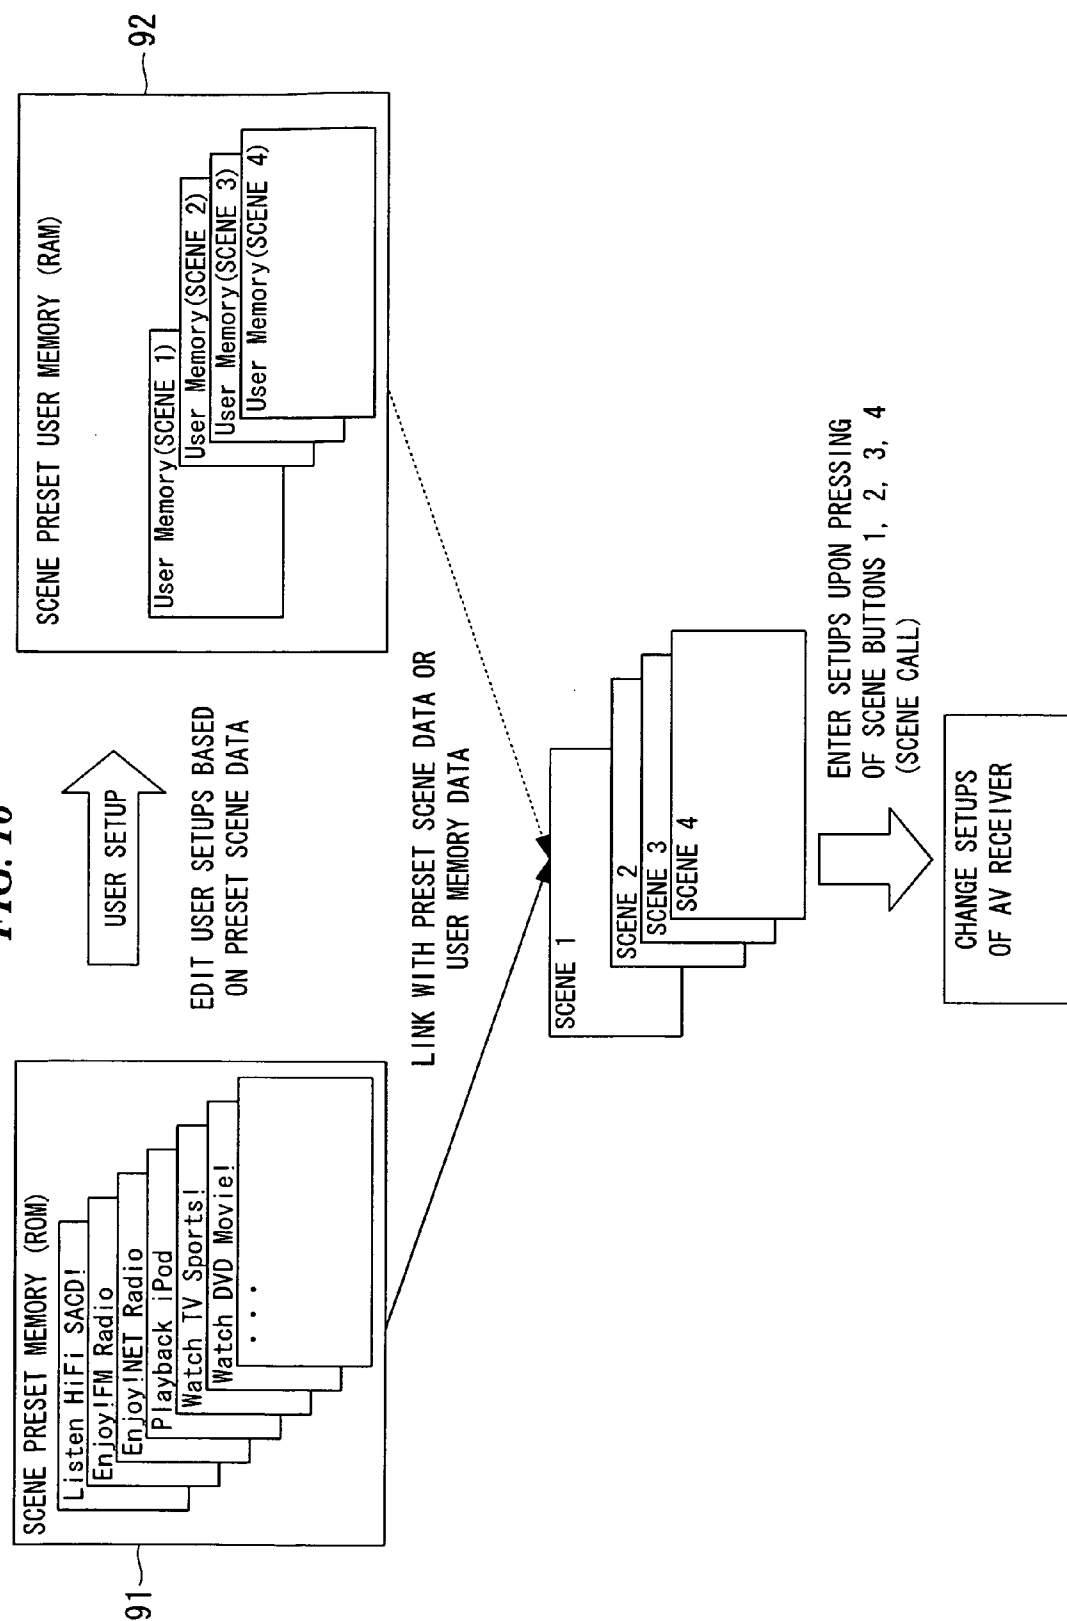 FIG. 16
91
SCENE PRESET MEMORY (ROM)
Listen HiFi SACD!
Enjoy!FM Radio
Enjoy!NET Radio
Playback iPod
Watch TV Sports!
Watch DVD Movie!
. . .
USER SETUP
EDIT USER SETUPS BASED
ON PRESET SCENE DATA
92
SCENE PRESET USER MEMORY (RAM)
User Memory(SCENE 1)
User Memory(SCENE 2)
User Memory(SCENE 3)
User Memory(SCENE 4)
LINK WITH PRESET SCENE DATA OR
USER MEMORY DATA
SCENE 1
SCENE 2
SCENE 3
SCENE 4
ENTER SETUPS UPON PRESSING
OF SCENE BUTTONS 1, 2, 3, 4
(SCENE CALL)
CHANGE SETUPS
OF AV RECEIVER